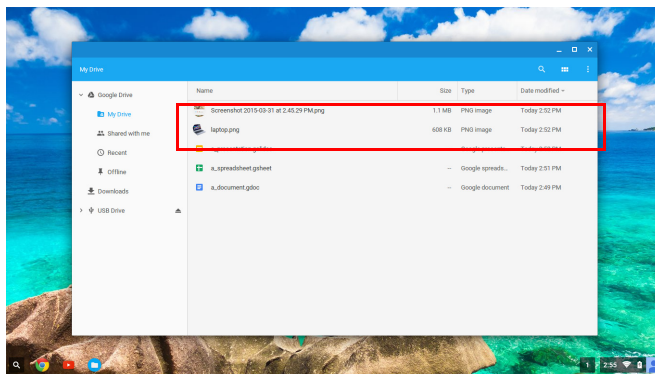 My Drive
Name Size Type Date modified
Google Drive
My Drive
Shared with me
Recent
Offline
Downloads
USB Drive
Screenshot 2015-03-31 at 2.45.29 PM.png 1.1 MB PNG image Today 2:52 PM
laptop.png 608 KB PNG image Today 2:52 PM
a_spreadsheet.gsheet -- Google spreads... Today 2:51 PM
a_document.gdoc -- Google document Today 2:49 PM
1 2:55